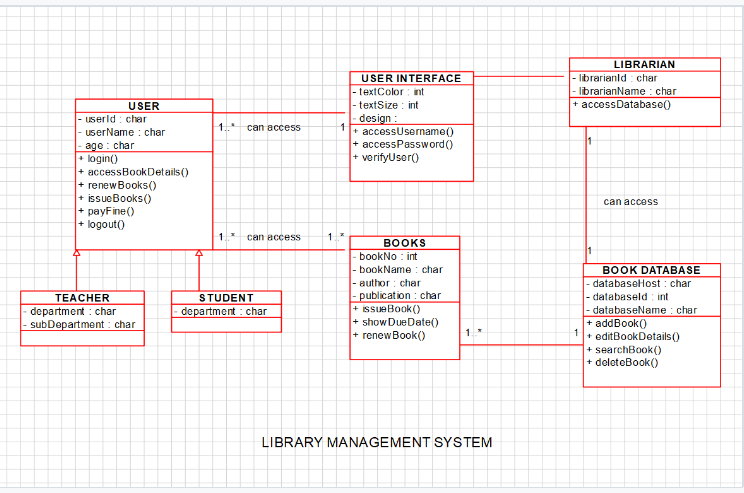 USER
- userId : char
- userName : char
- age : char
+ login()
+ accessBookDetails()
+ renewBooks()
+ issueBooks()
+ payFine()
+ logout()
1..* can access 1
USER INTERFACE
- textColor : int
- textSize : int
- design :
+ accessUsername()
+ accessPassword()
+ verifyUser()
LIBRARIAN
- librarianId : char
- librarianName : char
+ accessDatabase()
1
can access
1
1..* can access 1..*
TEACHER
- department : char
- subDepartment : char
STUDENT
- department : char
BOOKS
- bookNo : int
- bookName : char
- author : char
- publication : char
+ issueBook()
+ showDueDate()
+ renewBook()
1..* 1
BOOK DATABASE
- databaseHost : char
- databaseId : int
- databaseName : char
+ addBook()
+ editBookDetails()
+ searchBook()
+ deleteBook()
LIBRARY MANAGEMENT SYSTEM